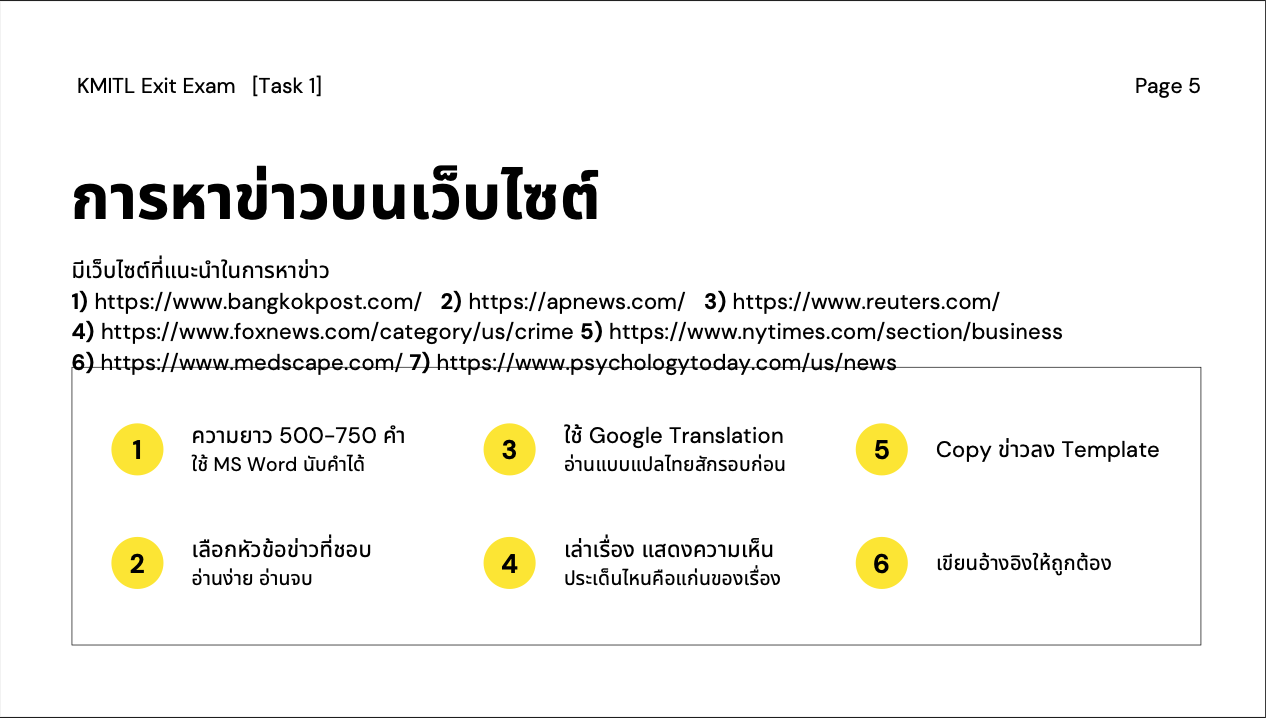 KMITL Exit Exam [Task 1]
Page 5
การหาข่าวบนเว็บไซต์
มีเว็บไซต์ที่แนะนำในการหาข่าว
1) https://www.bangkokpost.com/ 2) https://apnews.com/ 3) https://www.reuters.com/
4) https://www.foxnews.com/category/us/crime 5) https://www.nytimes.com/section/business
6) https://www.medscape.com/ 7) https://www.psychologytoday.com/us/news
1
ความยาว 500-750 คำ
ใช้ MS Word นับคำได้
2
เลือกหัวข้อข่าวที่ชอบ
อ่านง่าย อ่านจบ
3
ใช้ Google Translation
อ่านแบบแปลไทยสักรอบก่อน
4
เล่าเรื่อง แสดงความเห็น
ประเด็นไหนคือแก่นของเรื่อง
5
Copy ข่าวลง Template
6
เขียนอ้างอิงให้ถูกต้อง